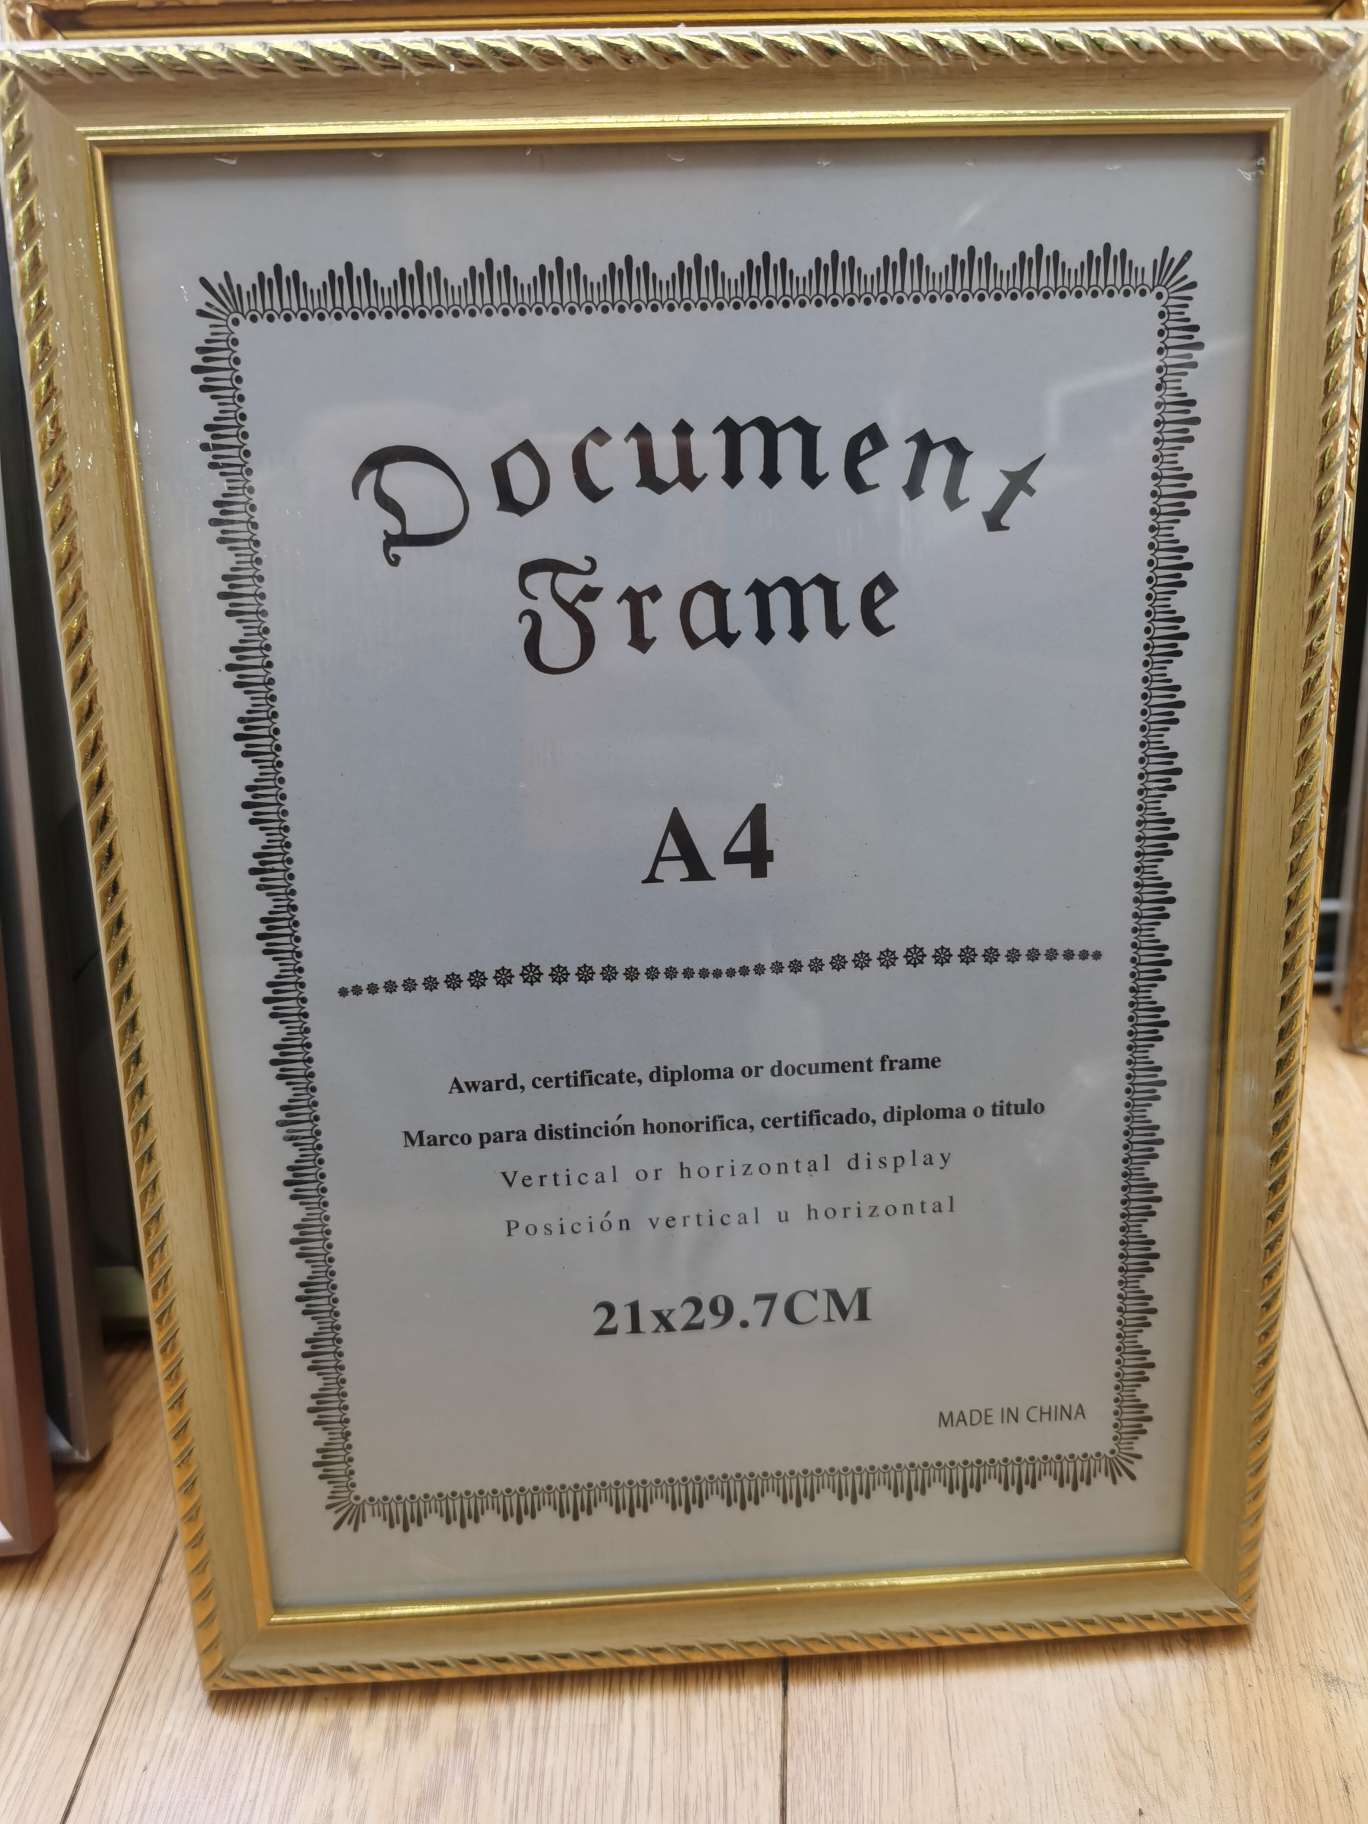 Document
Frame
A4
Award, certificate, diploma or document frame
Marco para distinción honorifica, certificado, diploma o titulo
Vertical or horizontal display
Posición vertical u horizontal
21x29.7CM
MADE IN CHINA